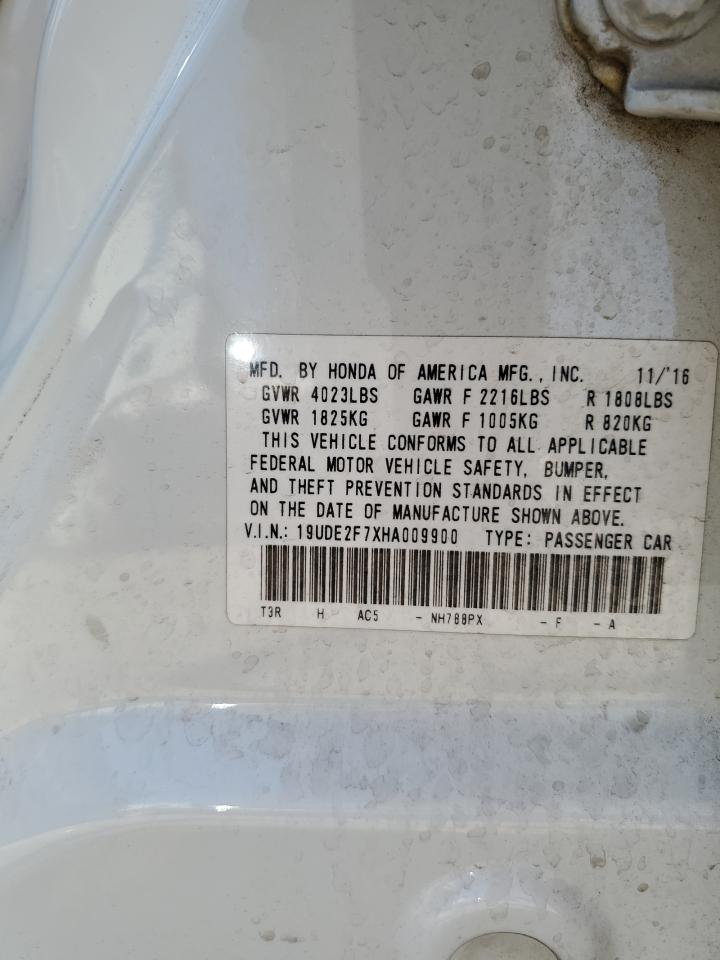 MFD. BY HONDA OF AMERICA MFG., INC. 11/'16
GVWR 4023LBS GAWR F 2216LBS R 1808LBS
GVWR 1825KG GAWR F 1005KG R 820KG
THIS VEHICLE CONFORMS TO ALL APPLICABLE
FEDERAL MOTOR VEHICLE SAFETY, BUMPER,
AND THEFT PREVENTION STANDARDS IN EFFECT
ON THE DATE OF MANUFACTURE SHOWN ABOVE.
V.I.N.: 19UDE2F7XHA009900 TYPE: PASSENGER CAR
T3R H AC5 - NH788PX - F - A